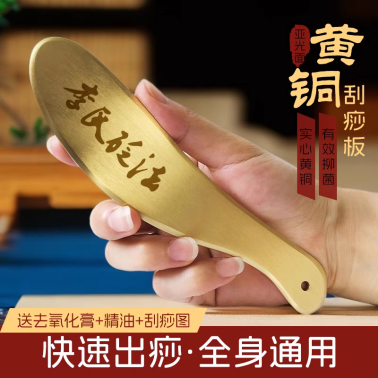 亚光面
黄铜
刮痧板
实心黄铜
有效抑菌
李氏砭法
送去氧化膏+精油+刮痧图
快速出痧·全身通用